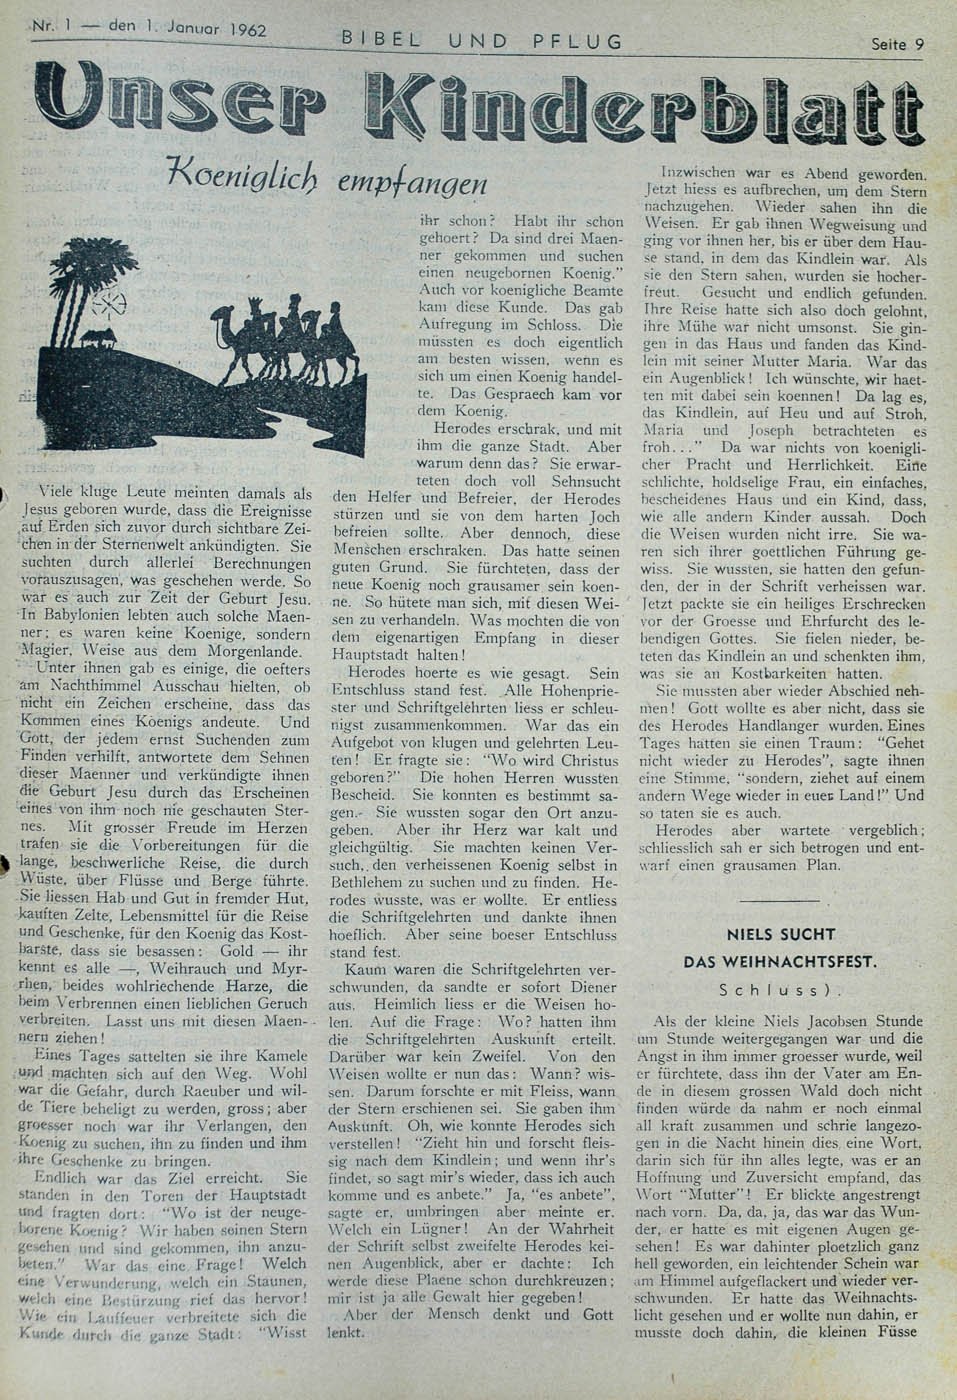 Nr. 1 — den 1. Januar 1962
BIBEL UND PFLUG
Seite 9
Unser Kinderblatt
Koeniglich empfangen
Viele kluge Leute meinten damals als
Jesus geboren wurde, dass die Ereignisse
auf Erden sich zuvor durch sichtbare Zei-
chen in der Sternenwelt ankündigten. Sie
suchten durch allerlei Berechnungen
vorauszusagen, was geschehen werde. So
war es auch zur Zeit der Geburt Jesu.
In Babylonien lebten auch solche Maen-
ner; es waren keine Koenige, sondern
Magier, Weise aus dem Morgenlande.
Unter ihnen gab es einige, die oefters
am Nachthimmel Ausschau hielten, ob
nicht ein Zeichen erscheine, dass das
Kommen eines Koenigs andeute. Und
Gott, der jedem ernst Suchenden zum
Finden verhilft, antwortete dem Sehnen
dieser Maenner und verkündigte ihnen
die Geburt Jesu durch das Erscheinen
eines von ihm noch nie geschauten Ster-
nes. Mit grosser Freude im Herzen
trafen sie die Vorbereitungen für die
lange, beschwerliche Reise, die durch
Wüste, über Flüsse und Berge führte.
Sie liessen Hab und Gut in fremder Hut,
kauften Zelte, Lebensmittel für die Reise
und Geschenke, für den Koenig das Kost-
barste, dass sie besassen: Gold — ihr
kennt es alle —, Weihrauch und Myr-
rhen, beides wohlriechende Harze, die
beim Verbrennen einen lieblichen Geruch
verbreiten. Lasst uns mit diesen Maen-
nern ziehen!
Eines Tages sattelten sie ihre Kamele
und machten sich auf den Weg. Wohl
war die Gefahr, durch Raeuber und wil-
de Tiere behelligt zu werden, gross; aber
groesser noch war ihr Verlangen, den
Koenig zu suchen, ihn zu finden und ihm
ihre Geschenke zu bringen.
Endlich war das Ziel erreicht. Sie
standen in den Toren der Hauptstadt
und fragten dort: "Wo ist der neuge-
borene Koenig? Wir haben seinen Stern
gesehen und sind gekommen, ihn anzu-
beten." War das eine Frage! Welch
eine Verwunderung, welch ein Staunen,
welch eine Bestürzung rief das hervor!
Wie ein Lauffeuer verbreitete sich die
Kunde durch die ganze Stadt: "Wisst
ihr schon? Habt ihr schon
gehoert? Da sind drei Maen-
ner gekommen und suchen
einen neugebornen Koenig."
Auch vor koenigliche Beamte
kam diese Kunde. Das gab
Aufregung im Schloss. Die
müssten es doch eigentlich
am besten wissen, wenn es
sich um einen Koenig handel-
te. Das Gespraech kam vor
dem Koenig.
Herodes erschrak, und mit
ihm die ganze Stadt. Aber
warum denn das? Sie erwar-
teten doch voll Sehnsucht
den Helfer und Befreier, der Herodes
stürzen und sie von dem harten Joch
befreien sollte. Aber dennoch, diese
Menschen erschraken. Das hatte seinen
guten Grund. Sie fürchteten, dass der
neue Koenig noch grausamer sein koen-
ne. So hütete man sich, mit diesen Wei-
sen zu verhandeln. Was mochten die von
dem eigenartigen Empfang in dieser
Hauptstadt halten!
Herodes hoerte es wie gesagt. Sein
Entschluss stand fest. Alle Hohenprie-
ster und Schriftgelehrten liess er schleu-
nigst zusammenkommen. War das ein
Aufgebot von klugen und gelehrten Leu-
ten! Er fragte sie: "Wo wird Christus
geboren?" Die hohen Herren wussten
Bescheid. Sie konnten es bestimmt sa-
gen. Sie wussten sogar den Ort anzu-
geben. Aber ihr Herz war kalt und
gleichgültig. Sie machten keinen Ver-
such, den verheissenen Koenig selbst in
Bethlehem zu suchen und zu finden. He-
rodes wusste, was er wollte. Er entliess
die Schriftgelehrten und dankte ihnen
hoeflich. Aber seine boeser Entschluss
stand fest.
Kaum waren die Schriftgelehrten ver-
schwunden, da sandte er sofort Diener
aus. Heimlich liess er die Weisen ho-
len. Auf die Frage: Wo? hatten ihm
die Schriftgelehrten Auskunft erteilt.
Darüber war kein Zweifel. Von den
Weisen wollte er nun das: Wann? wis-
sen. Darum forschte er mit Fleiss, wann
der Stern erschienen sei. Sie gaben ihm
Auskunft. Oh, wie konnte Herodes sich
verstellen! "Zieht hin und forscht fleis-
sig nach dem Kindlein; und wenn ihr's
findet, so sagt mir's wieder, dass ich auch
komme und es anbete." Ja, "es anbete",
sagte er, umbringen aber meinte er.
Welch ein Lügner! An der Wahrheit
der Schrift selbst zweifelte Herodes kei-
nen Augenblick, aber er dachte: Ich
werde diese Plaene schon durchkreuzen;
mir ist ja alle Gewalt hier gegeben!
Aber der Mensch denkt und Gott
lenkt.
Inzwischen war es Abend geworden.
Jetzt hiess es aufbrechen, um dem Stern
nachzugehen. Wieder sahen ihn die
Weisen. Er gab ihnen Wegweisung und
ging vor ihnen her, bis er über dem Hau-
se stand, in dem das Kindlein war. Als
sie den Stern sahen, wurden sie hocher-
freut. Gesucht und endlich gefunden.
Ihre Reise hatte sich also doch gelohnt,
ihre Mühe war nicht umsonst. Sie gin-
gen in das Haus und fanden das Kind-
lein mit seiner Mutter Maria. War das
ein Augenblick! Ich wünschte, wir haet-
ten mit dabei sein koennen! Da lag es,
das Kindlein, auf Heu und auf Stroh,
Maria und Joseph betrachteten es
froh..." Da war nichts von koenigli-
cher Pracht und Herrlichkeit. Eine
schlichte, holdselige Frau, ein einfaches,
bescheidenes Haus und ein Kind, dass,
wie alle andern Kinder aussah. Doch
die Weisen wurden nicht irre. Sie wa-
ren sich ihrer goettlichen Führung ge-
wiss. Sie wussten, sie hatten den gefun-
den, der in der Schrift verheissen war.
Jetzt packte sie ein heiliges Erschrecken
vor der Groesse und Ehrfurcht des le-
bendigen Gottes. Sie fielen nieder, be-
teten das Kindlein an und schenkten ihm,
was sie an Kostbarkeiten hatten.
Sie mussten aber wieder Abschied neh-
men! Gott wollte es aber nicht, dass sie
des Herodes Handlanger wurden. Eines
Tages hatten sie einen Traum: "Gehet
nicht wieder zu Herodes", sagte ihnen
eine Stimme, "sondern, ziehet auf einem
andern Wege wieder in euer Land!" Und
so taten sie es auch.
Herodes aber wartete vergeblich;
schliesslich sah er sich betrogen und ent-
warf einen grausamen Plan.
NIELS SUCHT
DAS WEIHNACHTSFEST.
Schluss).
Als der kleine Niels Jacobsen Stunde
um Stunde weitergegangen war und die
Angst in ihm immer groesser wurde, weil
er fürchtete, dass ihn der Vater am En-
de in diesem grossen Wald doch nicht
finden würde da nahm er noch einmal
all kraft zusammen und schrie langezo-
gen in die Nacht hinein dies eine Wort,
darin sich für ihn alles legte, was er an
Hoffnung und Zuversicht empfand, das
Wort "Mutter"! Er blickte angestrengt
nach vorn. Da, da, ja, das war das Wun-
der, er hatte es mit eigenen Augen ge-
sehen! Es war dahinter ploetzlich ganz
hell geworden, ein leichtender Schein war
am Himmel aufgeflackert und wieder ver-
schwunden. Er hatte das Weihnachts-
licht gesehen und er wollte nun dahin, er
musste doch dahin, die kleinen Füsse